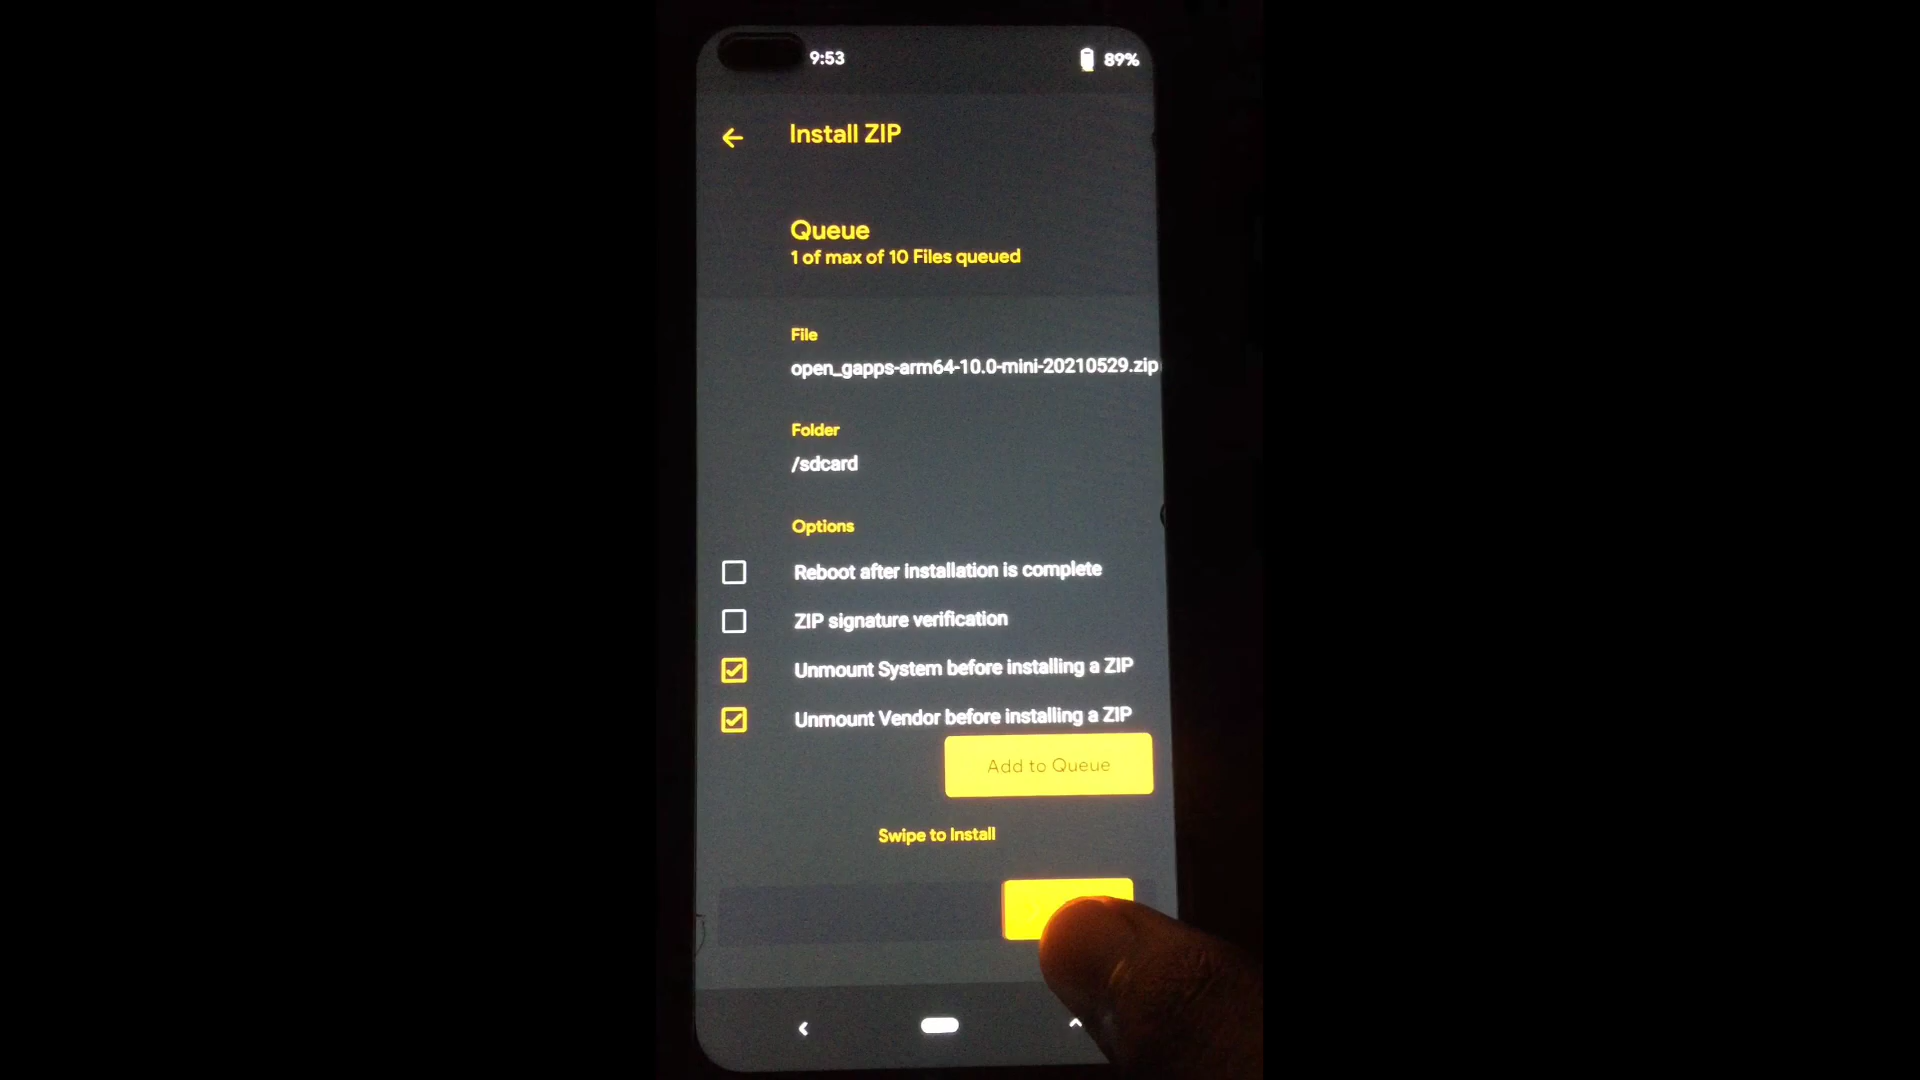 9:53
89%
Install ZIP
Queue
1 of max of 10 Files queued
File
open_gapps-arm64-10.0-mini-20210529.zip
Folder
/sdcard
Options
Reboot after installation is complete
ZIP signature verification
Unmount System before installing a ZIP
Unmount Vendor before installing a ZIP
Add to Queue
Swipe to Install